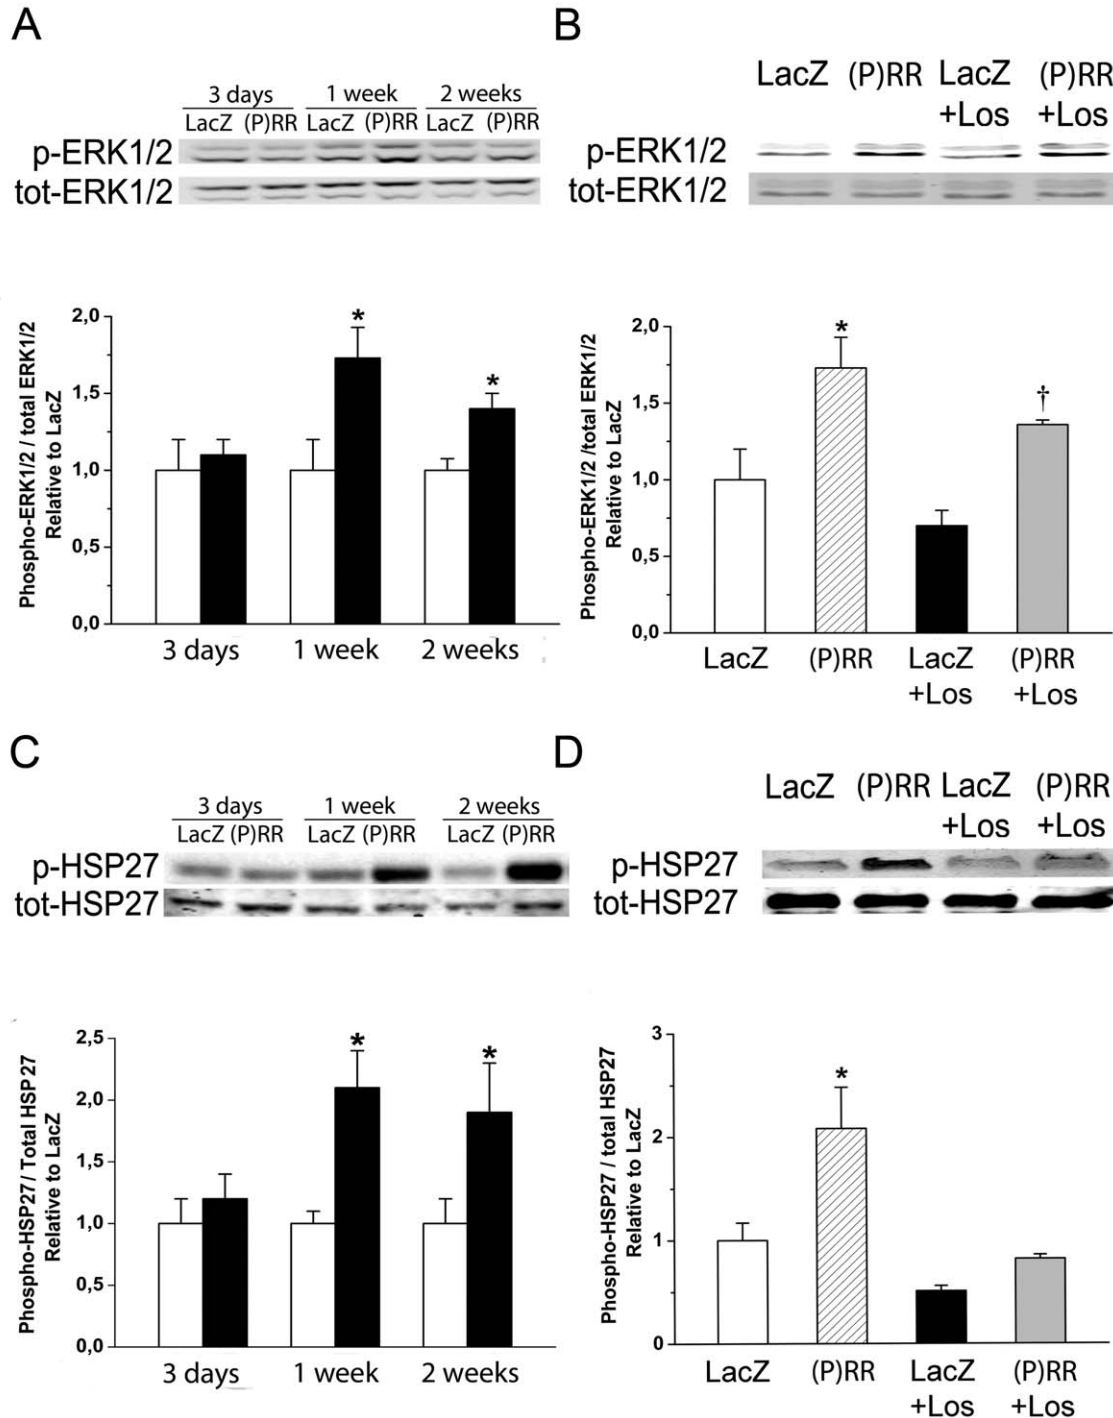 A
3 days 1 week 2 weeks
LacZ (P)RR LacZ (P)RR LacZ (P)RR
p-ERK1/2
tot-ERK1/2
Phospho-ERK1/2 / total ERK1/2
Relative to LacZ
2,0
1,5
1,0
0,5
0,0
*
*
3 days 1 week 2 weeks
B
LacZ (P)RR LacZ (P)RR
+Los +Los
p-ERK1/2
tot-ERK1/2
Phospho-ERK1/2 /total ERK1/2
Relative to LacZ
2,0
1,5
1,0
0,5
0,0
*
†
LacZ (P)RR LacZ (P)RR
+Los +Los
C
3 days 1 week 2 weeks
LacZ (P)RR LacZ (P)RR LacZ (P)RR
p-HSP27
tot-HSP27
Phospho-HSP27/ Total HSP27
Relative to LacZ
2,5
2,0
1,5
1,0
0,5
0,0
*
*
3 days 1 week 2 weeks
D
LacZ (P)RR LacZ (P)RR
+Los +Los
p-HSP27
tot-HSP27
Phospho-HSP27 / total HSP27
Relative to LacZ
3
2
1
0
*
LacZ (P)RR LacZ (P)RR
+Los +Los